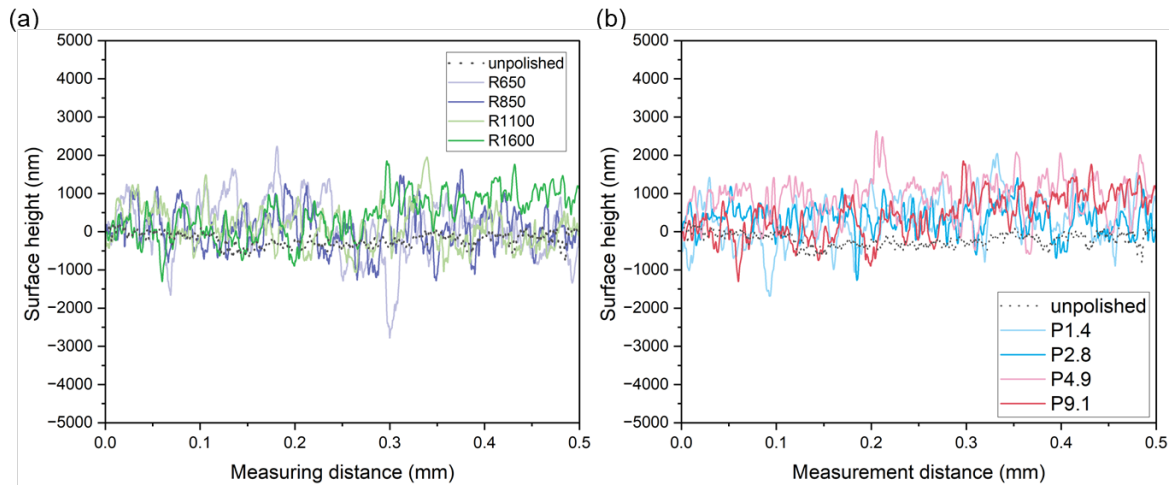 (a)
5000
4000
3000
2000
1000
0
−1000
−2000
−3000
−4000
−5000
Surface height (nm)
unpolished
R650
R850
R1100
R1600
0.0 0.1 0.2 0.3 0.4 0.5
Measuring distance (mm)
(b)
5000
4000
3000
2000
1000
0
−1000
−2000
−3000
−4000
−5000
Surface height (nm)
unpolished
P1.4
P2.8
P4.9
P9.1
0.0 0.1 0.2 0.3 0.4 0.5
Measurement distance (mm)